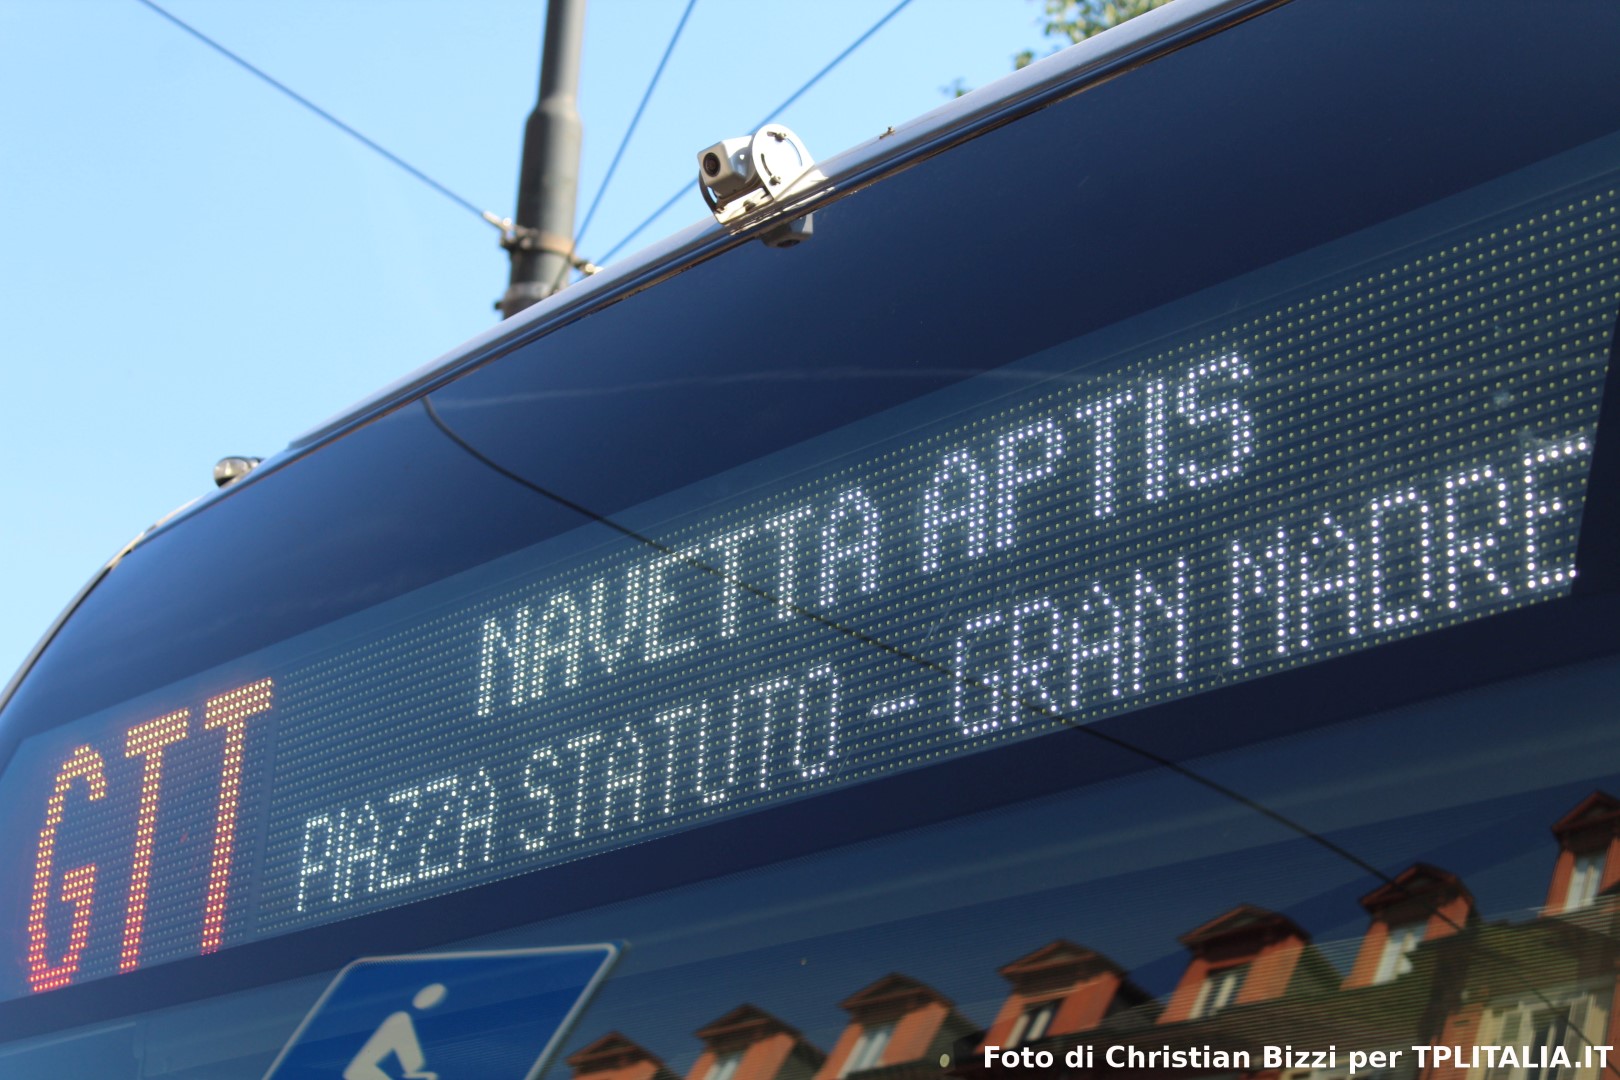 GTT
NAVETTA APTIS
PIAZZA STATUTO - GRAN MADRE
Foto di Christian Bizzi per TPLITALIA.IT